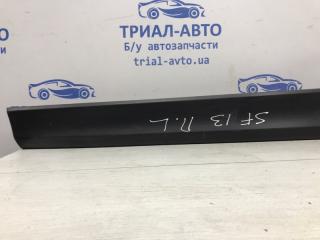 ТРИАЛ-АВТО
Б/у автозапчасти
trial-avto.ua
SF 13 П.L